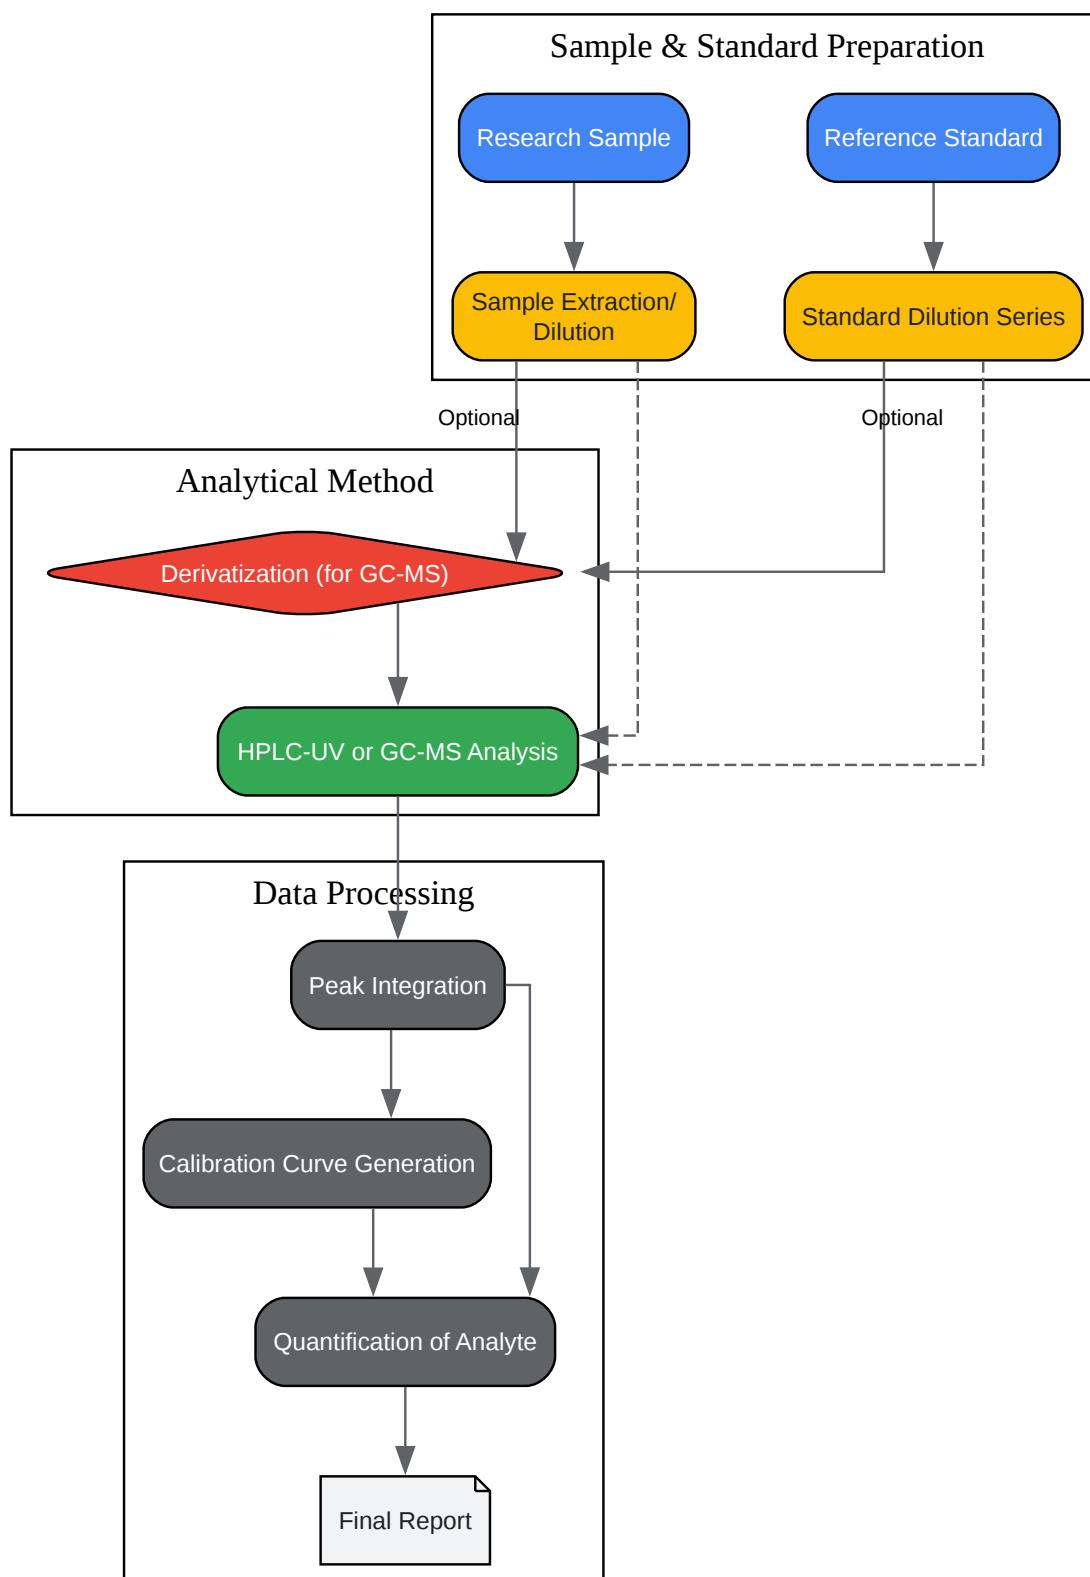 Sample & Standard Preparation
Research Sample
Reference Standard
Sample Extraction/
Dilution
Standard Dilution Series
Optional
Optional
Analytical Method
Derivatization (for GC-MS)
HPLC-UV or GC-MS Analysis
Data Processing
Peak Integration
Calibration Curve Generation
Quantification of Analyte
Final Report